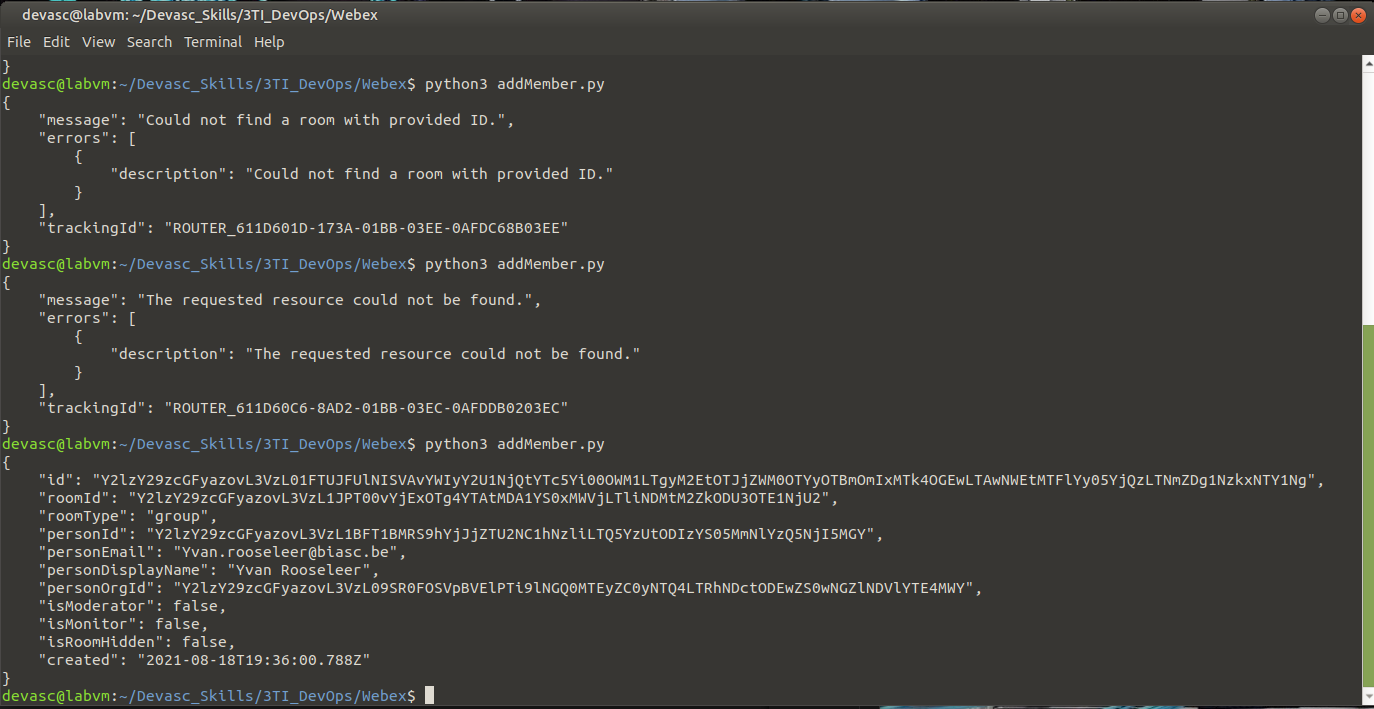 devasc@labvm: ~/Devasc_Skills/3TI_DevOps/Webex
File Edit View Search Terminal Help
}
devasc@labvm:~/Devasc_Skills/3TI_DevOps/Webex$ python3 addMember.py
{
    "message": "Could not find a room with provided ID.",
    "errors": [
        {
            "description": "Could not find a room with provided ID."
        }
    ],
    "trackingId": "ROUTER_611D601D-173A-01BB-03EE-0AFDC68B03EE"
}
devasc@labvm:~/Devasc_Skills/3TI_DevOps/Webex$ python3 addMember.py
{
    "message": "The requested resource could not be found.",
    "errors": [
        {
            "description": "The requested resource could not be found."
        }
    ],
    "trackingId": "ROUTER_611D60C6-8AD2-01BB-03EC-0AFDDB0203EC"
}
devasc@labvm:~/Devasc_Skills/3TI_DevOps/Webex$ python3 addMember.py
{
    "id": "Y2lzY29zcGFyazovL3VzL01FTUJFUlNISVAvYWIyY2U1NjQtYTc5Yi00OWM1LTgyM2EtOTJjZWM0OTYyOTBmOmIxMTk4OGEwLTAwNWEtMTFlYy05YjQzLTNmZDg1NzkxNTY1Ng",
    "roomId": "Y2lzY29zcGFyazovL3VzL1JPT00vYjExOTg4YTAtMDA1YS0xMWVjLTliNDMtM2ZkODU3OTE1NjU2",
    "roomType": "group",
    "personId": "Y2lzY29zcGFyazovL3VzL1BFT1BMRS9hYjJjZTU2NC1hNzliLTQ5YzUtODIzYS05MmNlYzQ5NjI5MGY",
    "personEmail": "Yvan.rooseleer@biasc.be",
    "personDisplayName": "Yvan Rooseleer",
    "personOrgId": "Y2lzY29zcGFyazovL3VzL09SR0FOSVpBVElPTi9lNGQ0MTEyZC0yNTQ4LTRhNDctODEwZS0wNGZlNDVlYTE4MWY",
    "isModerator": false,
    "isMonitor": false,
    "isRoomHidden": false,
    "created": "2021-08-18T19:36:00.788Z"
}
devasc@labvm:~/Devasc_Skills/3TI_DevOps/Webex$